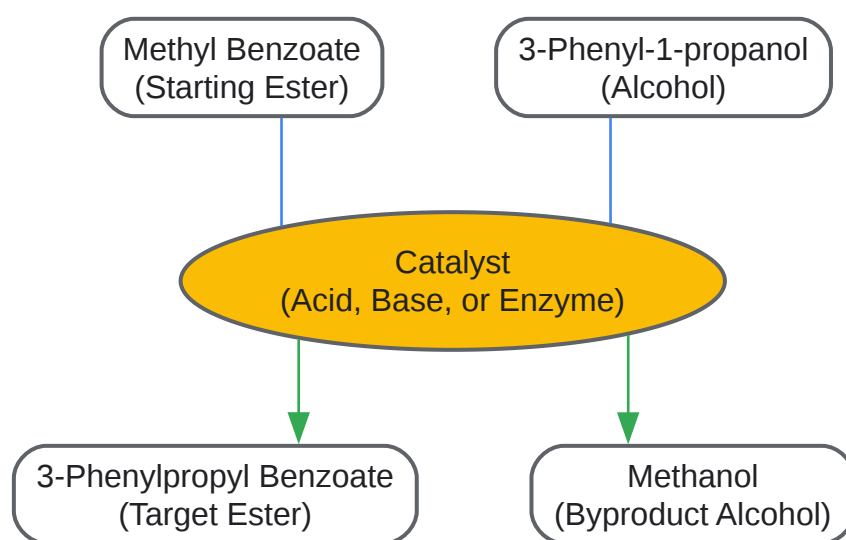 Methyl Benzoate
(Starting Ester)
3-Phenyl-1-propanol
(Alcohol)
Catalyst
(Acid, Base, or Enzyme)
3-Phenylpropyl Benzoate
(Target Ester)
Methanol
(Byproduct Alcohol)